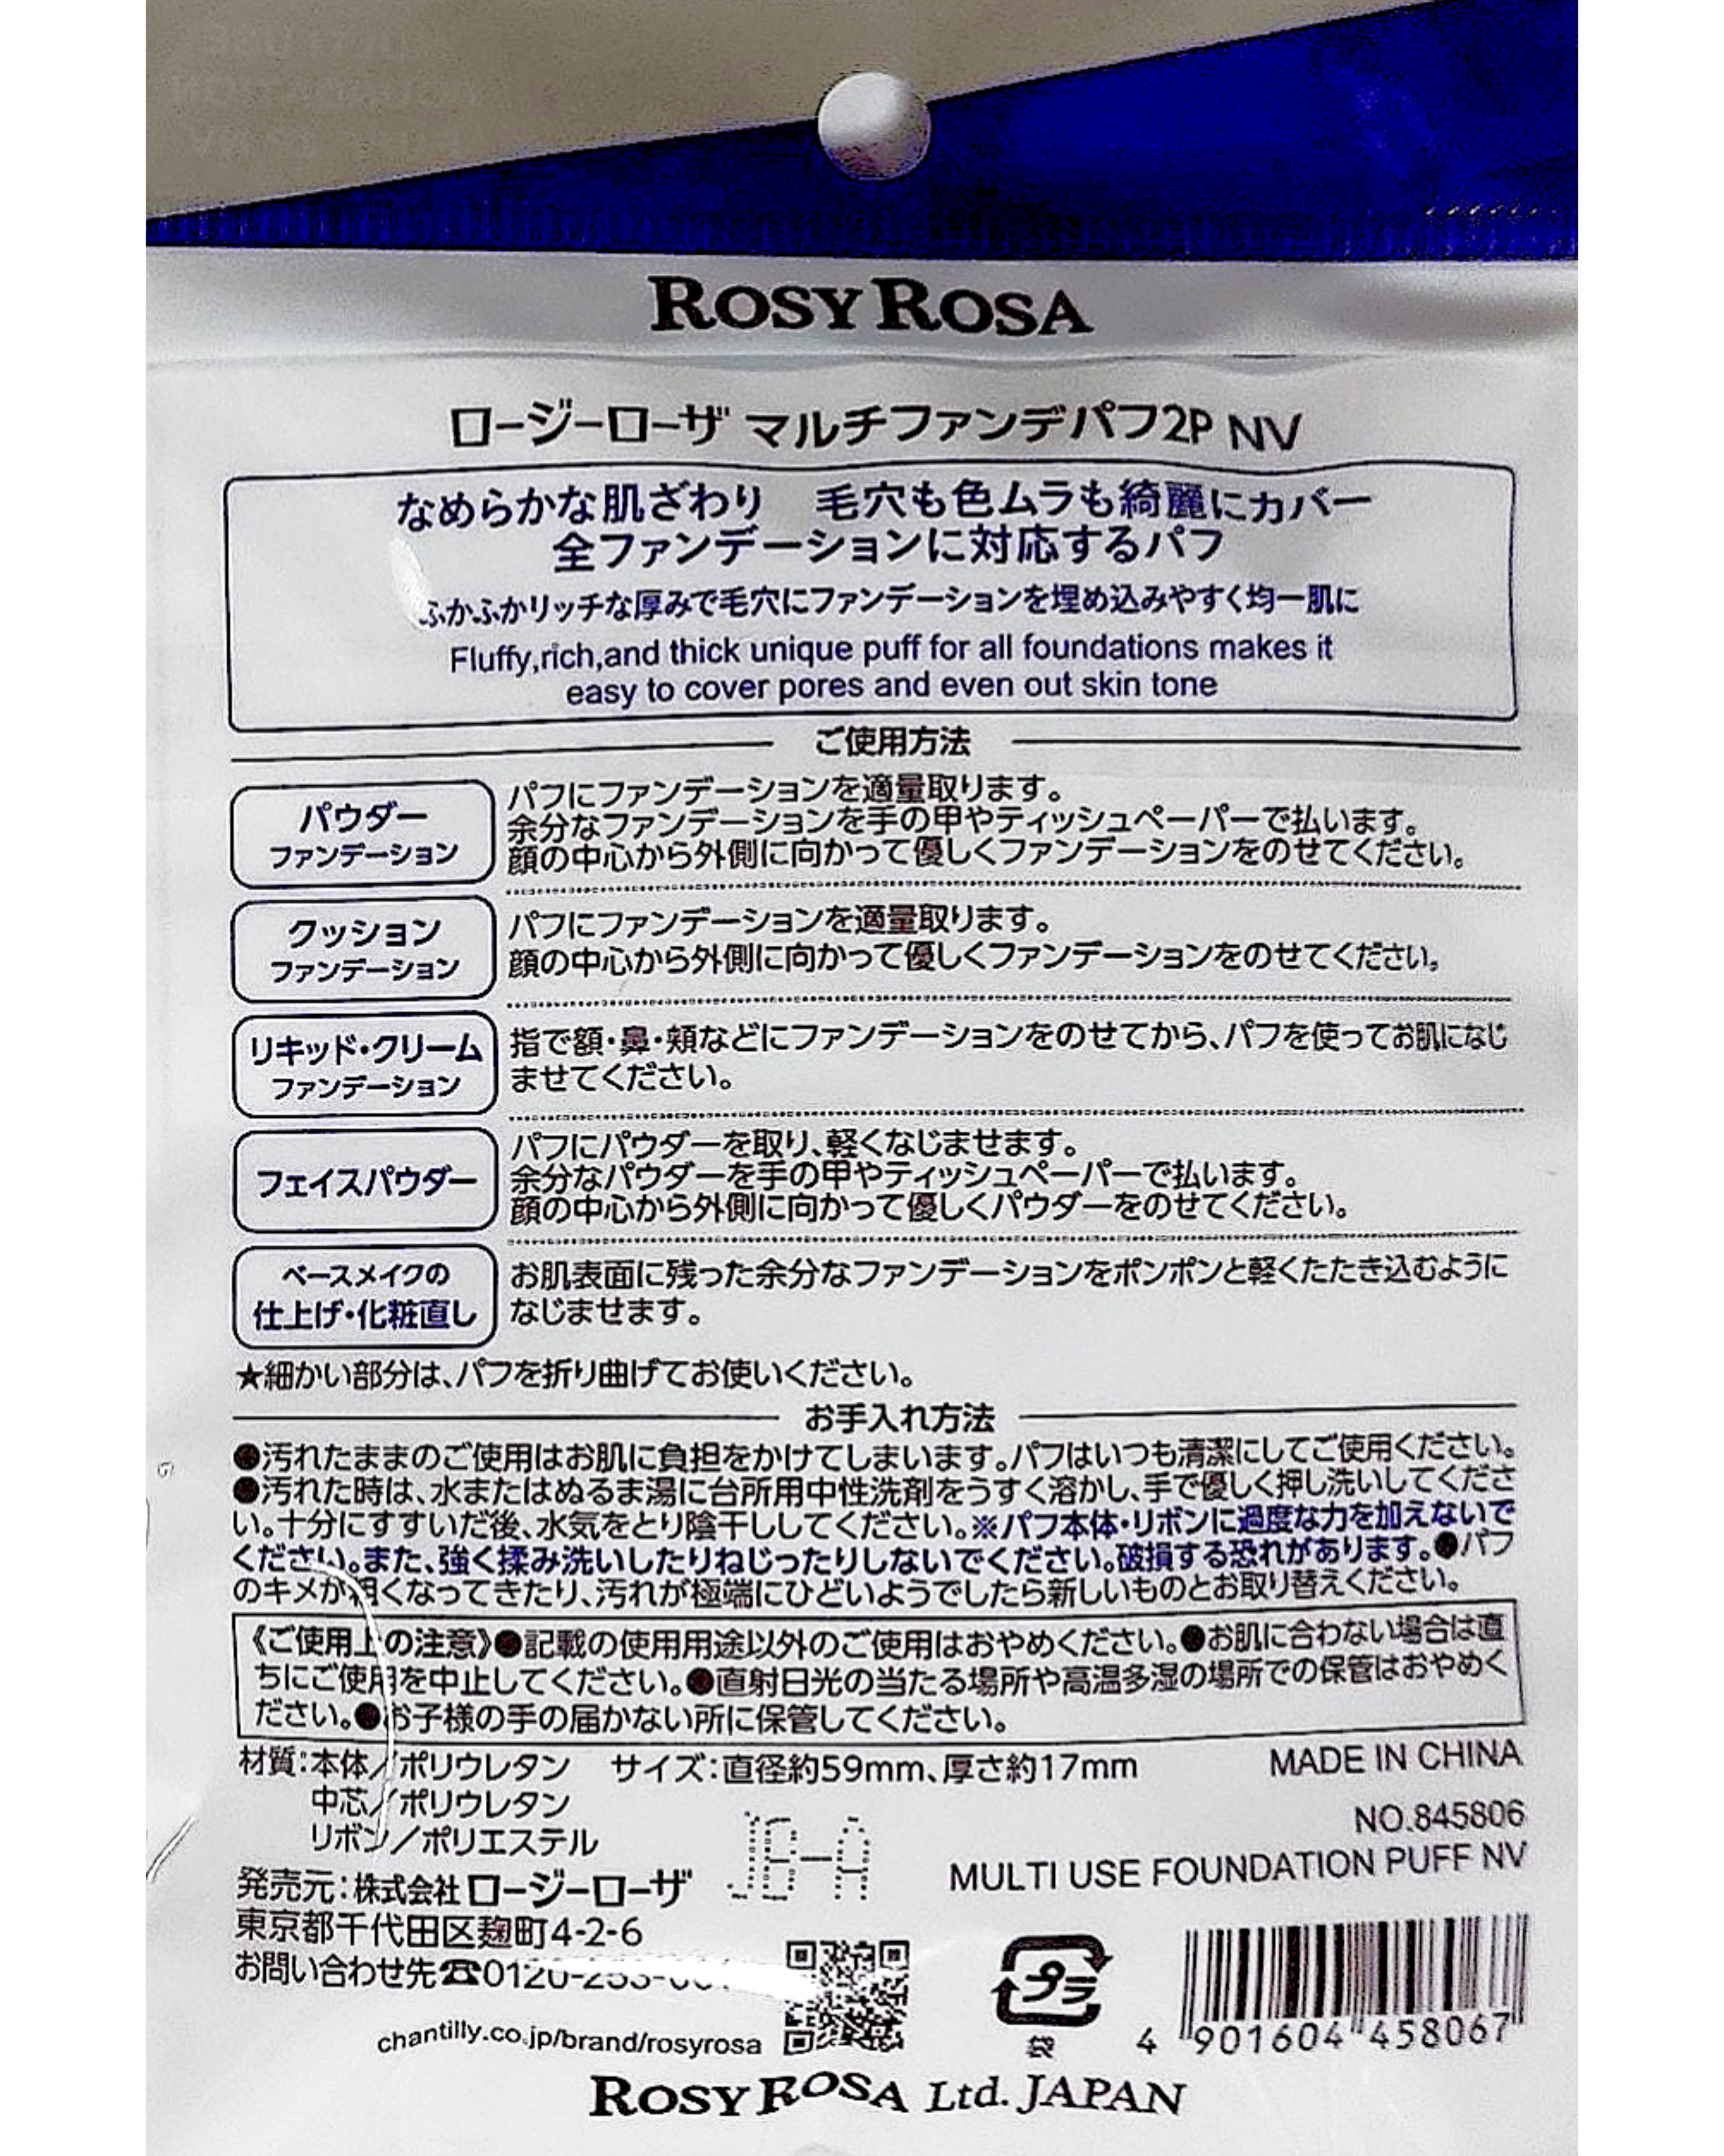 ROSY ROSA
ロージーローザ マルチファンデパフ2P NV
なめらかな肌ざわり 毛穴も色ムラも綺麗にカバー
全ファンデーションに対応するパフ
ふかふかリッチな厚みで毛穴にファンデーションを埋め込みやすく均一肌に
Fluffy,rich,and thick unique puff for all foundations makes it
easy to cover pores and even out skin tone
ご使用方法
パウダー
ファンデーション
パフにファンデーションを適量取ります。
余分なファンデーションを手の甲やティッシュペーパーで払います。
顔の中心から外側に向かって優しくファンデーションをのせてください。
クッション
ファンデーション
パフにファンデーションを適量取ります。
顔の中心から外側に向かって優しくファンデーションをのせてください。
リキッド・クリーム
ファンデーション
指で額・鼻・頬などにファンデーションをのせてから、パフを使ってお肌になじ
ませてください。
フェイスパウダー
パフにパウダーを取り、軽くなじませます。
余分なパウダーを手の甲やティッシュペーパーで払います。
顔の中心から外側に向かって優しくパウダーをのせてください。
ベースメイクの
仕上げ・化粧直し
お肌表面に残った余分なファンデーションをポンポンと軽くたたき込むように
なじませます。
★細かい部分は、パフを折り曲げてお使いください。
お手入れ方法
●汚れたままのご使用はお肌に負担をかけてしまいます。パフはいつも清潔にしてご使用ください。
●汚れた時は、水またはぬるま湯に台所用中性洗剤をうすく溶かし、手で優しく押し洗いしてくださ
い。十分にすすいだ後、水気をとり陰干ししてください。※パフ本体・リボンに過度な力を加えないで
ください。また、強く揉み洗いしたりねじったりしないでください。破損する恐れがあります。●パフ
のキメが粗くなってきたり、汚れが極端にひどいようでしたら新しいものとお取り替えください。
《ご使用上の注意》●記載の使用用途以外のご使用はおやめください。●お肌に合わない場合は直
ちにご使用を中止してください。●直射日光の当たる場所や高温多湿の場所での保管はおやめく
ださい。●お子様の手の届かない所に保管してください。
材質：本体／ポリウレタン サイズ：直径約59mm、厚さ約17mm
中芯／ポリウレタン
リボン／ポリエステル
MADE IN CHINA
NO.845806
MULTI USE FOUNDATION PUFF NV
発売元：株式会社ロージーローザ
東京都千代田区麹町4-2-6
お問い合わせ先☎0120-253-
chantilly.co.jp/brand/rosyrosa
プラ
袋
4 901604 458067
ROSY ROSA Ltd. JAPAN